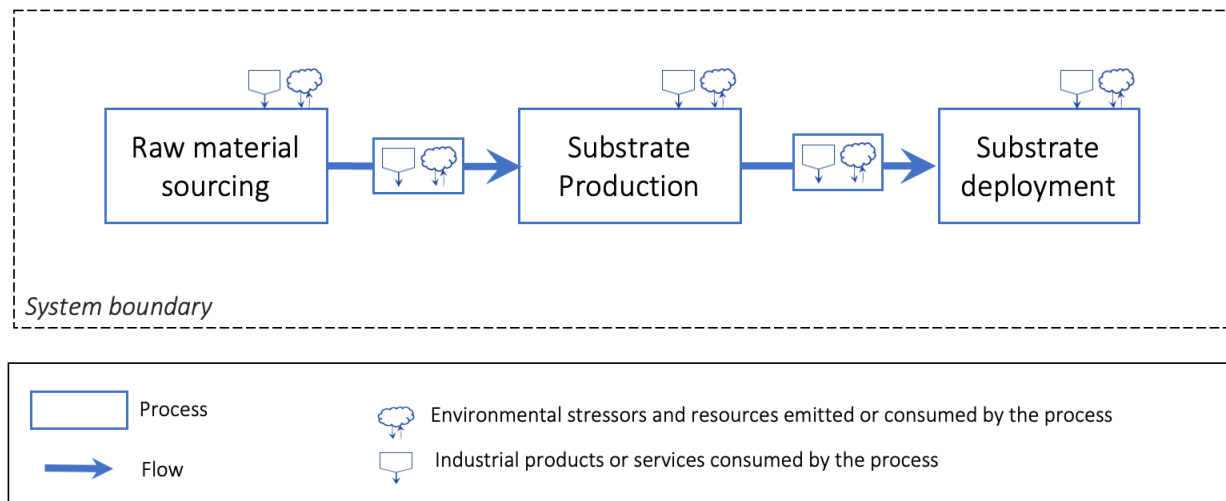 Raw material
sourcing
Substrate
Production
Substrate
deployment
System boundary
Process
Environmental stressors and resources emitted or consumed by the process
Flow
Industrial products or services consumed by the process